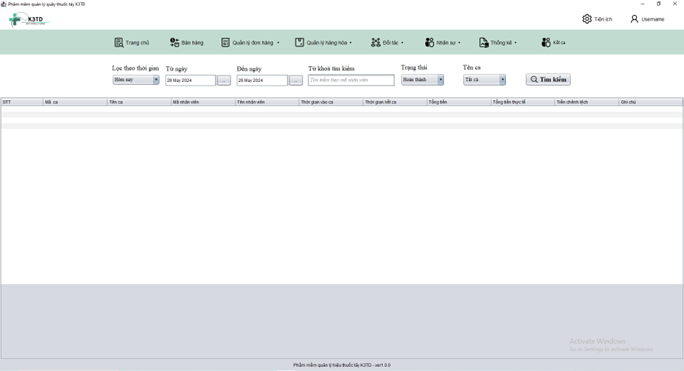 Phần mềm quản lý quầy thuốc tây K3TD
K3TD
Tiện ích
Username
Trang chủ
Bán hàng
Quản lý đơn hàng
Quản lý hàng hóa
Đối tác
Nhân sự
Thống kê
Kết ca
Lọc theo thời gian
Từ ngày
Đến ngày
Từ khoá tìm kiếm
Trạng thái
Tên ca
Hôm nay
28 May 2024
28 May 2024
Tìm kiếm theo mã nhân viên
Hoàn thành
Tất cả
Tìm kiếm
STT
Mã ca
Tên ca
Mã nhân viên
Tên nhân viên
Thời gian vào ca
Thời gian kết ca
Tổng tiền
Tổng tiền thực tế
Tiền chênh lệch
Ghi chú
Activate Windows
Go to Settings to activate Windows.
Phần mềm quản lý hiệu thuốc tây K3TD - ver1.0.0